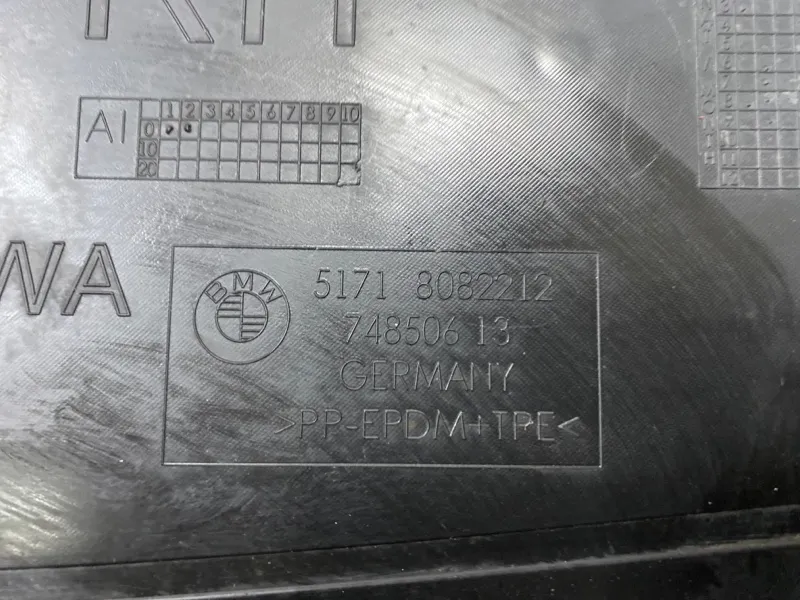 RH
AI
1 2 3 4 5 6 7 8 9 10
0
10
20
WA
BMW
5171 8082212
748506 13
GERMANY
>PP-EPDM+TPE<